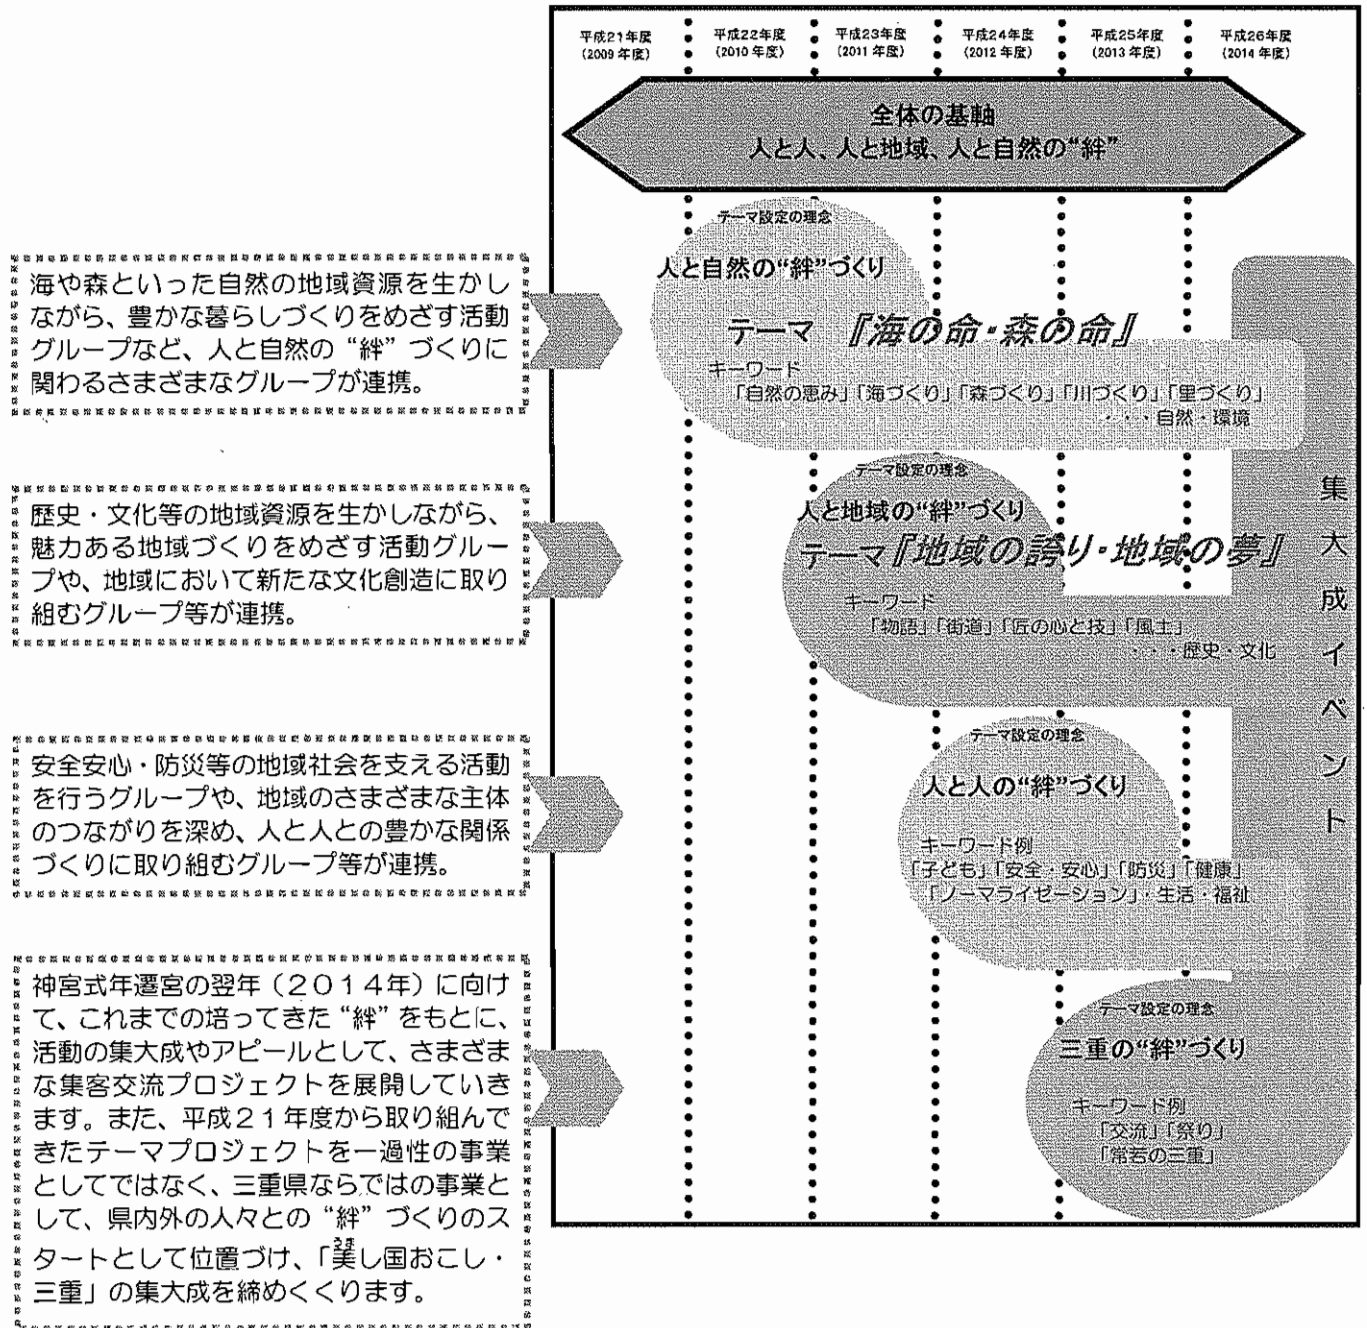 平成21年度
(2009 年度)
平成22年度
(2010 年度)
平成23年度
(2011 年度)
平成24年度
(2012 年度)
平成25年度
(2013 年度)
平成26年度
(2014 年度)
全体の基軸
人と人、人と地域、人と自然の“絆”
海や森といった自然の地域資源を生かし
ながら、豊かな暮らしづくりをめざす活動
グループなど、人と自然の“絆”づくりに
関わるさまざまなグループが連携。
テーマ設定の理念
人と自然の“絆”づくり
テーマ 『海の命・森の命』
キーワード
「自然の恵み」「海づくり」「森づくり」「川づくり」「里づくり」
・・・自然・環境
歴史・文化等の地域資源を生かしながら、
魅力ある地域づくりをめざす活動グルー
プや、地域において新たな文化創造に取り
組むグループ等が連携。
テーマ設定の理念
人と地域の“絆”づくり
テーマ『地域の誇り・地域の夢』
キーワード
「物語」「街道」「匠の心と技」「風土」
・・・歴史・文化
安全安心・防災等の地域社会を支える活動
を行うグループや、地域のさまざまな主体
のつながりを深め、人と人との豊かな関係
づくりに取り組むグループ等が連携。
テーマ設定の理念
人と人の“絆”づくり
キーワード例
「子ども」「安全・安心」「防災」「健康」
「ノーマライゼーション」・生活・福祉
神宮式年遷宮の翌年（2014年）に向け
て、これまでの培ってきた“絆”をもとに、
活動の集大成やアピールとして、さまざま
な集客交流プロジェクトを展開していき
ます。また、平成21年度から取り組んで
きたテーマプロジェクトを一過性の事業
としてではなく、三重県ならではの事業と
して、県内外の人々との“絆”づくりのス
うま
タートとして位置づけ、「美し国おこし・
三重」の集大成を締めくくります。
テーマ設定の理念
三重の“絆”づくり
キーワード例
「交流」「祭り」
「常若の三重」
集大成イベント